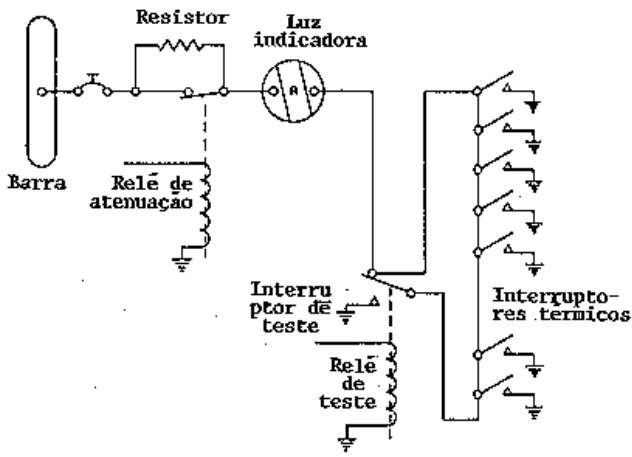 Resistor
Luz
indicadora
A
Barra
Relé de
atenuação
Interru
ptor de
teste
Interrupto-
res térmicos
Relé
de
teste